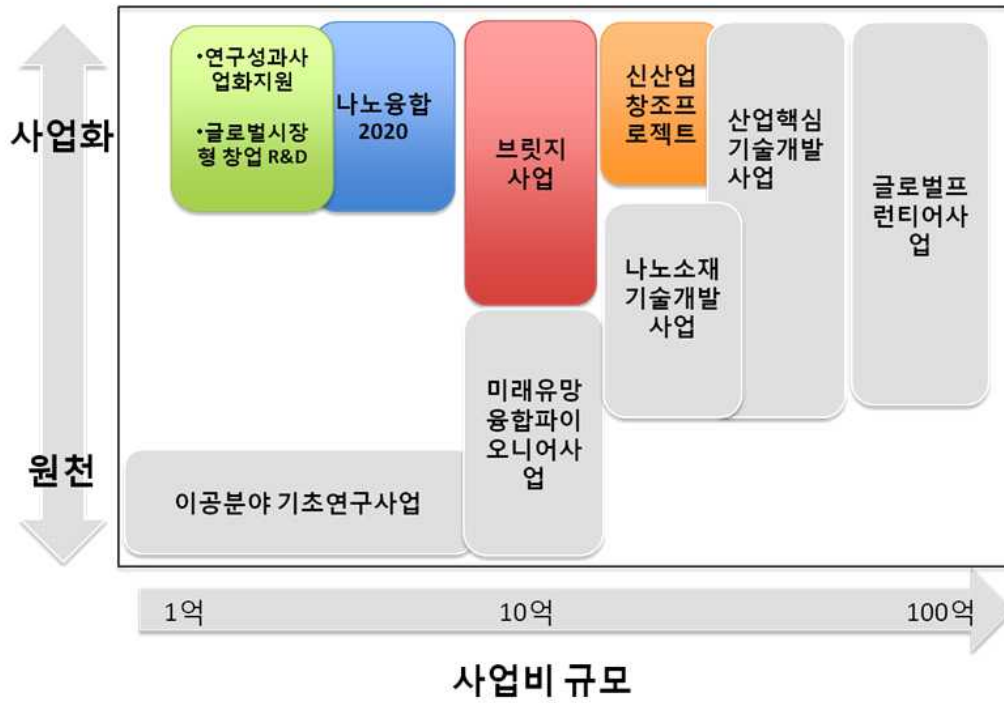 사업화
원천
•연구성과사
업화지원
•글로벌시장
형 창업 R&D
나노융합
2020
브릿지
사업
신산업
창조프
로젝트
산업핵심
기술개발
사업
글로벌프
런티어사
업
나노소재
기술개발
사업
미래유망
융합파이
오니어사
업
이공분야 기초연구사업
1억
10억
100억
사업비 규모